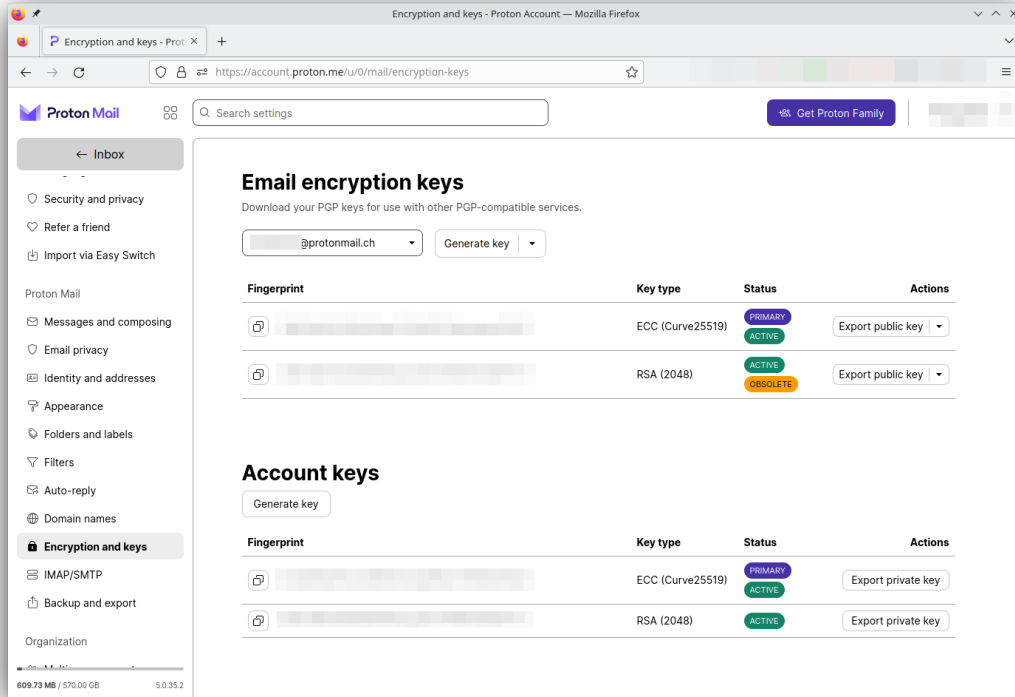 Encryption and keys - Proton Account — Mozilla Firefox
Encryption and keys - Prot
https://account.proton.me/u/0/mail/encryption-keys
Proton Mail
Search settings
Get Proton Family
← Inbox
Security and privacy
Refer a friend
Import via Easy Switch
Proton Mail
Messages and composing
Email privacy
Identity and addresses
Appearance
Folders and labels
Filters
Auto-reply
Domain names
Encryption and keys
IMAP/SMTP
Backup and export
Organization
609.73 MB / 570.00 GB 5.0.35.2
Email encryption keys
Download your PGP keys for use with other PGP-compatible services.
@protonmail.ch Generate key
Fingerprint Key type Status Actions
ECC (Curve25519) PRIMARY ACTIVE Export public key
RSA (2048) ACTIVE OBSOLETE Export public key
Account keys
Generate key
Fingerprint Key type Status Actions
ECC (Curve25519) PRIMARY ACTIVE Export private key
RSA (2048) ACTIVE Export private key